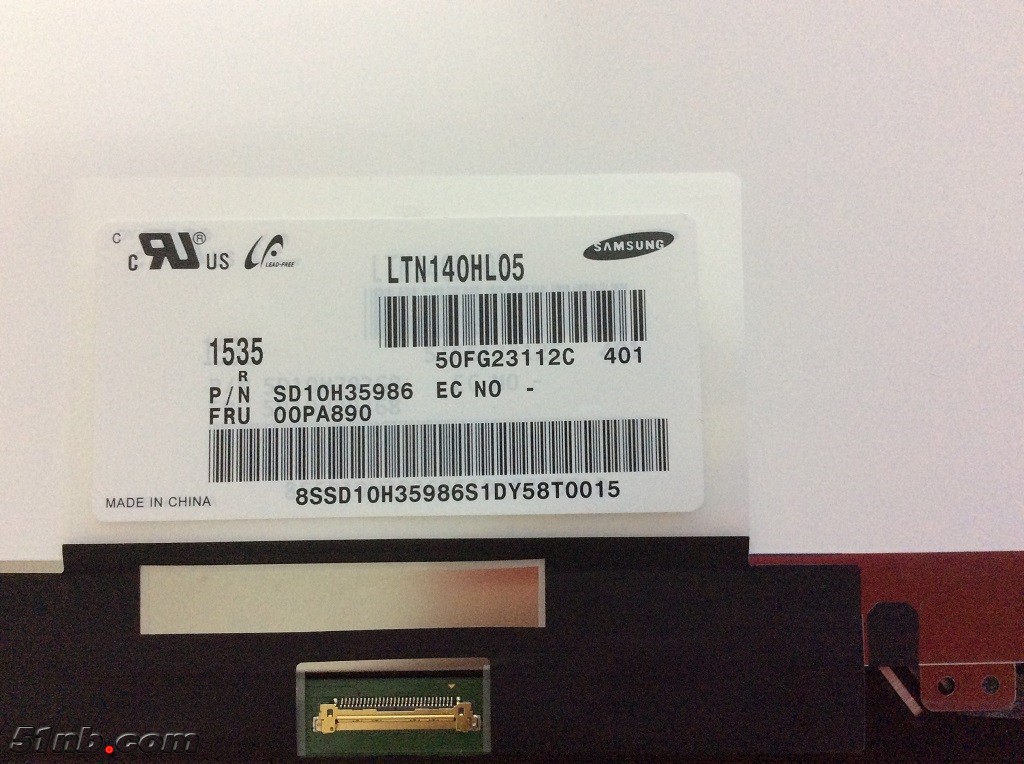 C
C RU ® US
LEAD-FREE
LTN140HL05
SAMSUNG
1535
50FG23112C 401
R
P/N SD10H35986 EC NO -
FRU 00PA890
8SSD10H35986S1DY58T0015
MADE IN CHINA
51nb.com